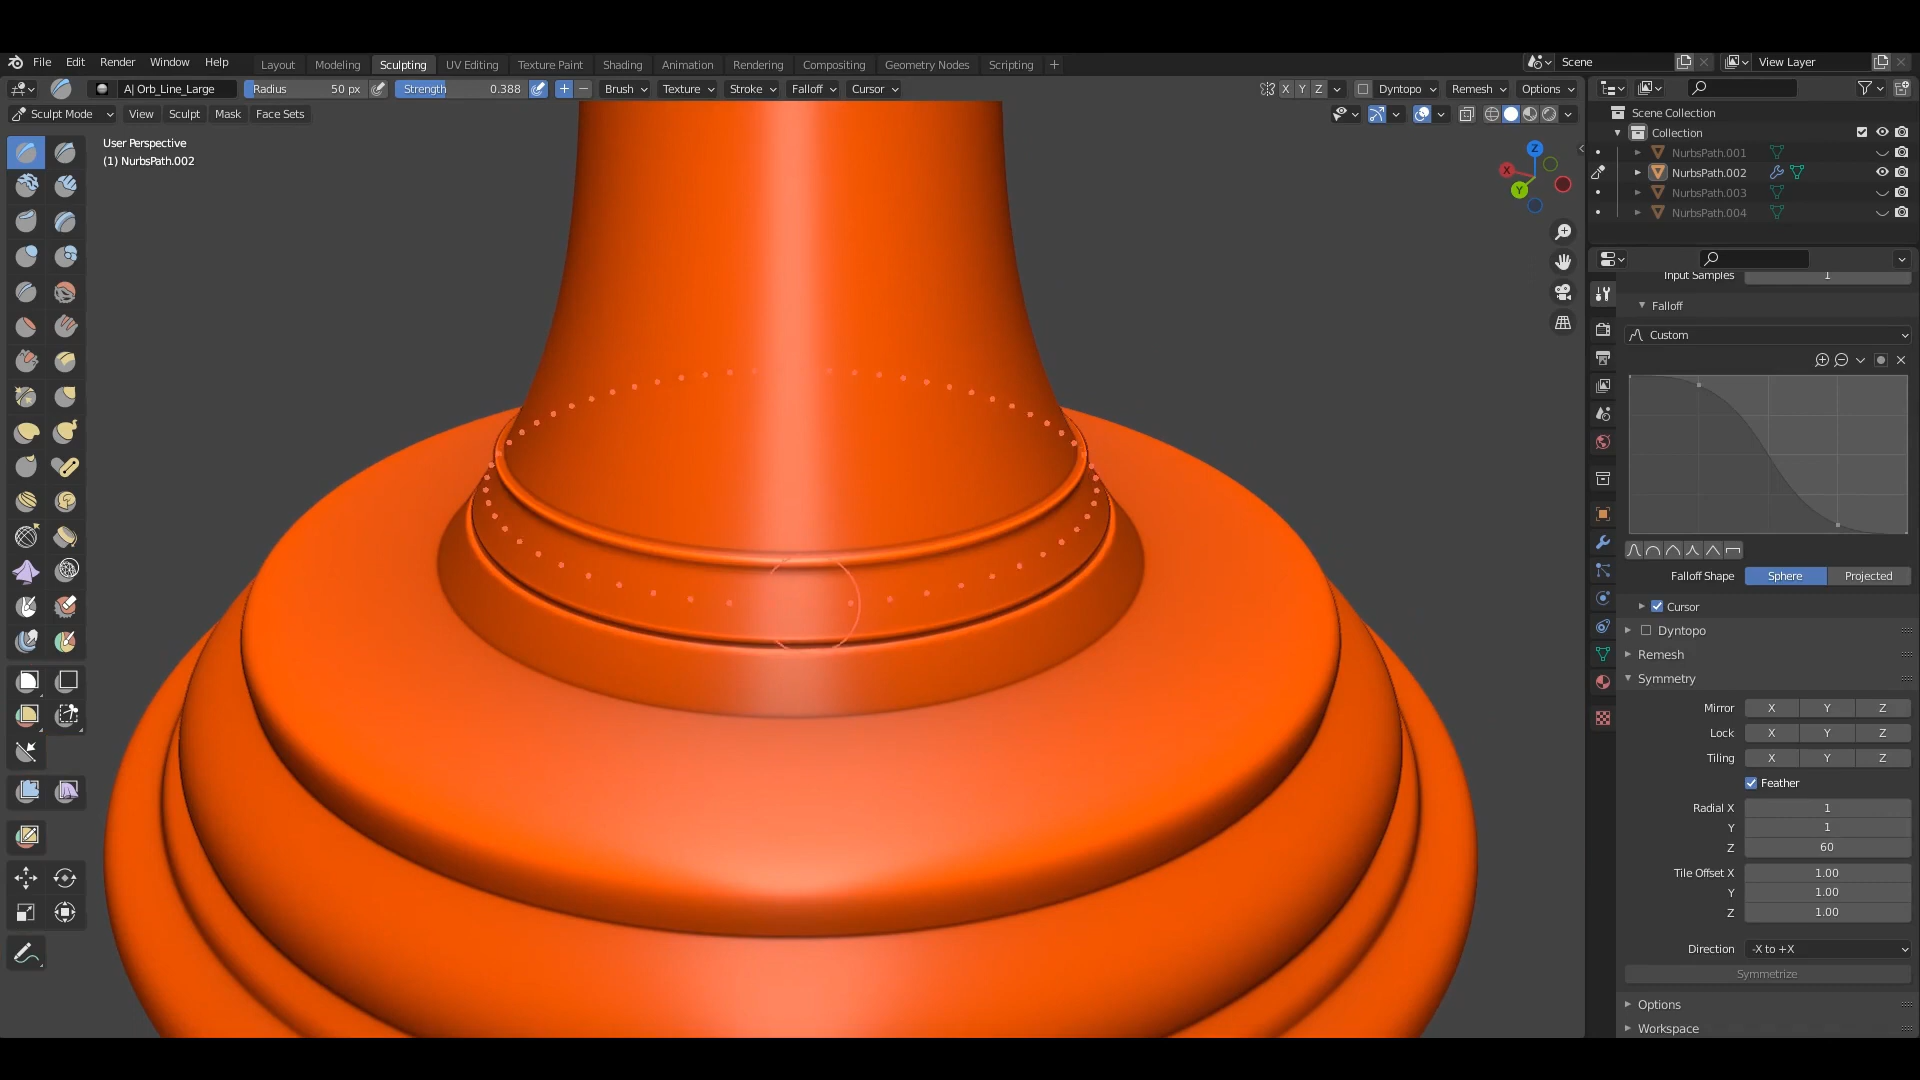 File Edit Render Window Help
Layout Modeling Sculpting UV Editing Texture Paint Shading Animation Rendering Compositing Geometry Nodes Scripting +
Scene View Layer
A| Orb_Line_Large Radius 50 px Strength 0.388 Brush Texture Stroke Falloff Cursor X Y Z Dyntopo Remesh Options
Sculpt Mode View Sculpt Mask Face Sets
User Perspective
(1) NurbsPath.002
Z
X
Y
Scene Collection
Collection
NurbsPath.001
NurbsPath.002
NurbsPath.003
NurbsPath.004
Input Samples 1
Falloff
Custom
Falloff Shape Sphere Projected
Cursor
Dyntopo
Remesh
Symmetry
Mirror X Y Z
Lock X Y Z
Tiling X Y Z
Feather
Radial X 1
Y 1
Z 60
Tile Offset X 1.00
Y 1.00
Z 1.00
Direction -X to +X
Symmetrize
Options
Workspace